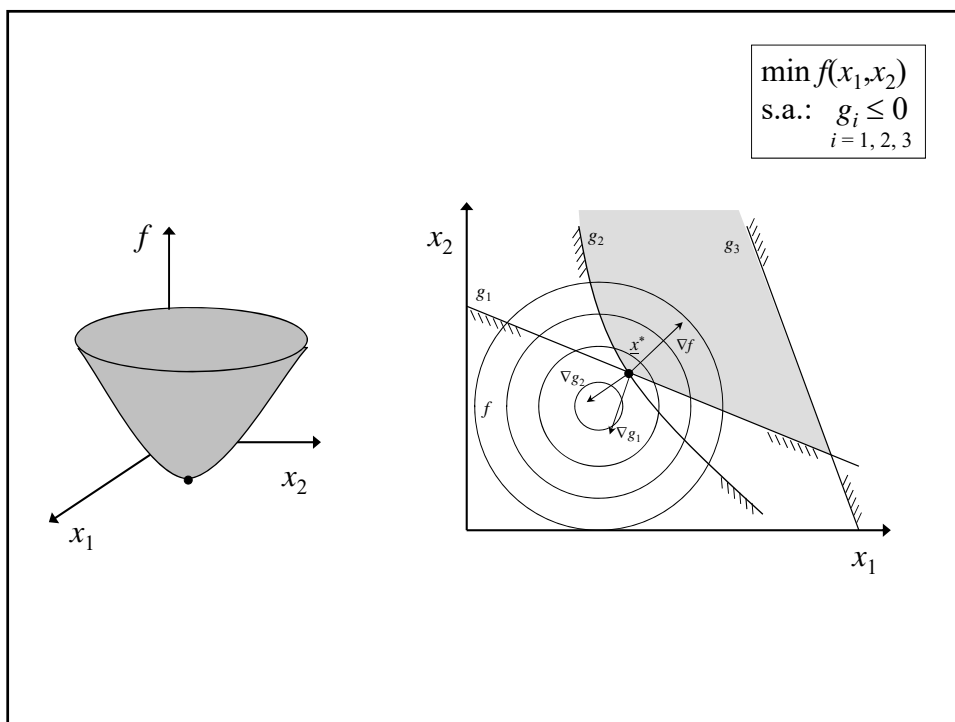 min f(x₁,x₂)
s.a.: gᵢ ≤ 0
i = 1, 2, 3
f
x₂
x₁
x₂
g₂
g₃
g₁
x*
∇f
∇g₂
f
∇g₁
x₁